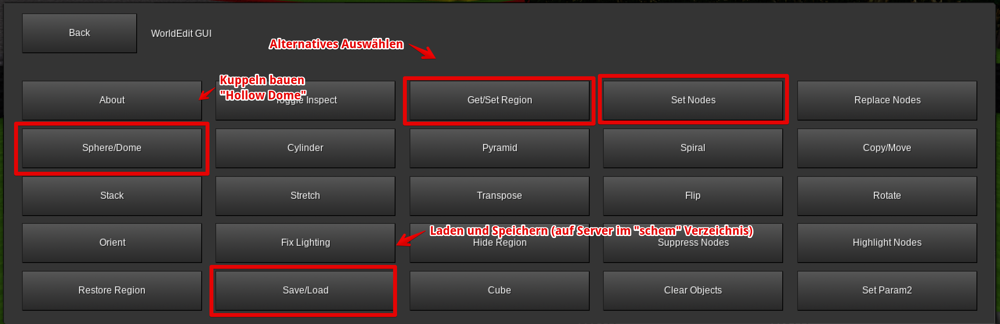 Back
WorldEdit GUI
Alternatives Auswählen
Kuppeln bauen
"Hollow Dome"
About
Toggle Inspect
Get/Set Region
Set Nodes
Replace Nodes
Sphere/Dome
Cylinder
Pyramid
Spiral
Copy/Move
Stack
Stretch
Transpose
Flip
Rotate
Laden und Speichern (auf Server im "schem" Verzeichnis)
Orient
Fix Lighting
Hide Region
Suppress Nodes
Highlight Nodes
Restore Region
Save/Load
Cube
Clear Objects
Set Param2